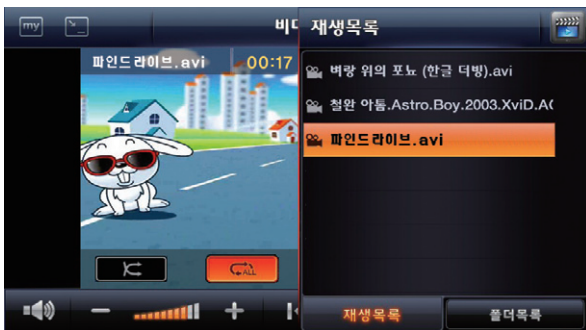 my
비디
파인드라이브.avi 00:17
ALL
재생목록
벼랑 위의 포뇨 (한글 더빙).avi
철완 아톰.Astro.Boy.2003.XviD.A(
파인드라이브.avi
재생목록
폴더목록